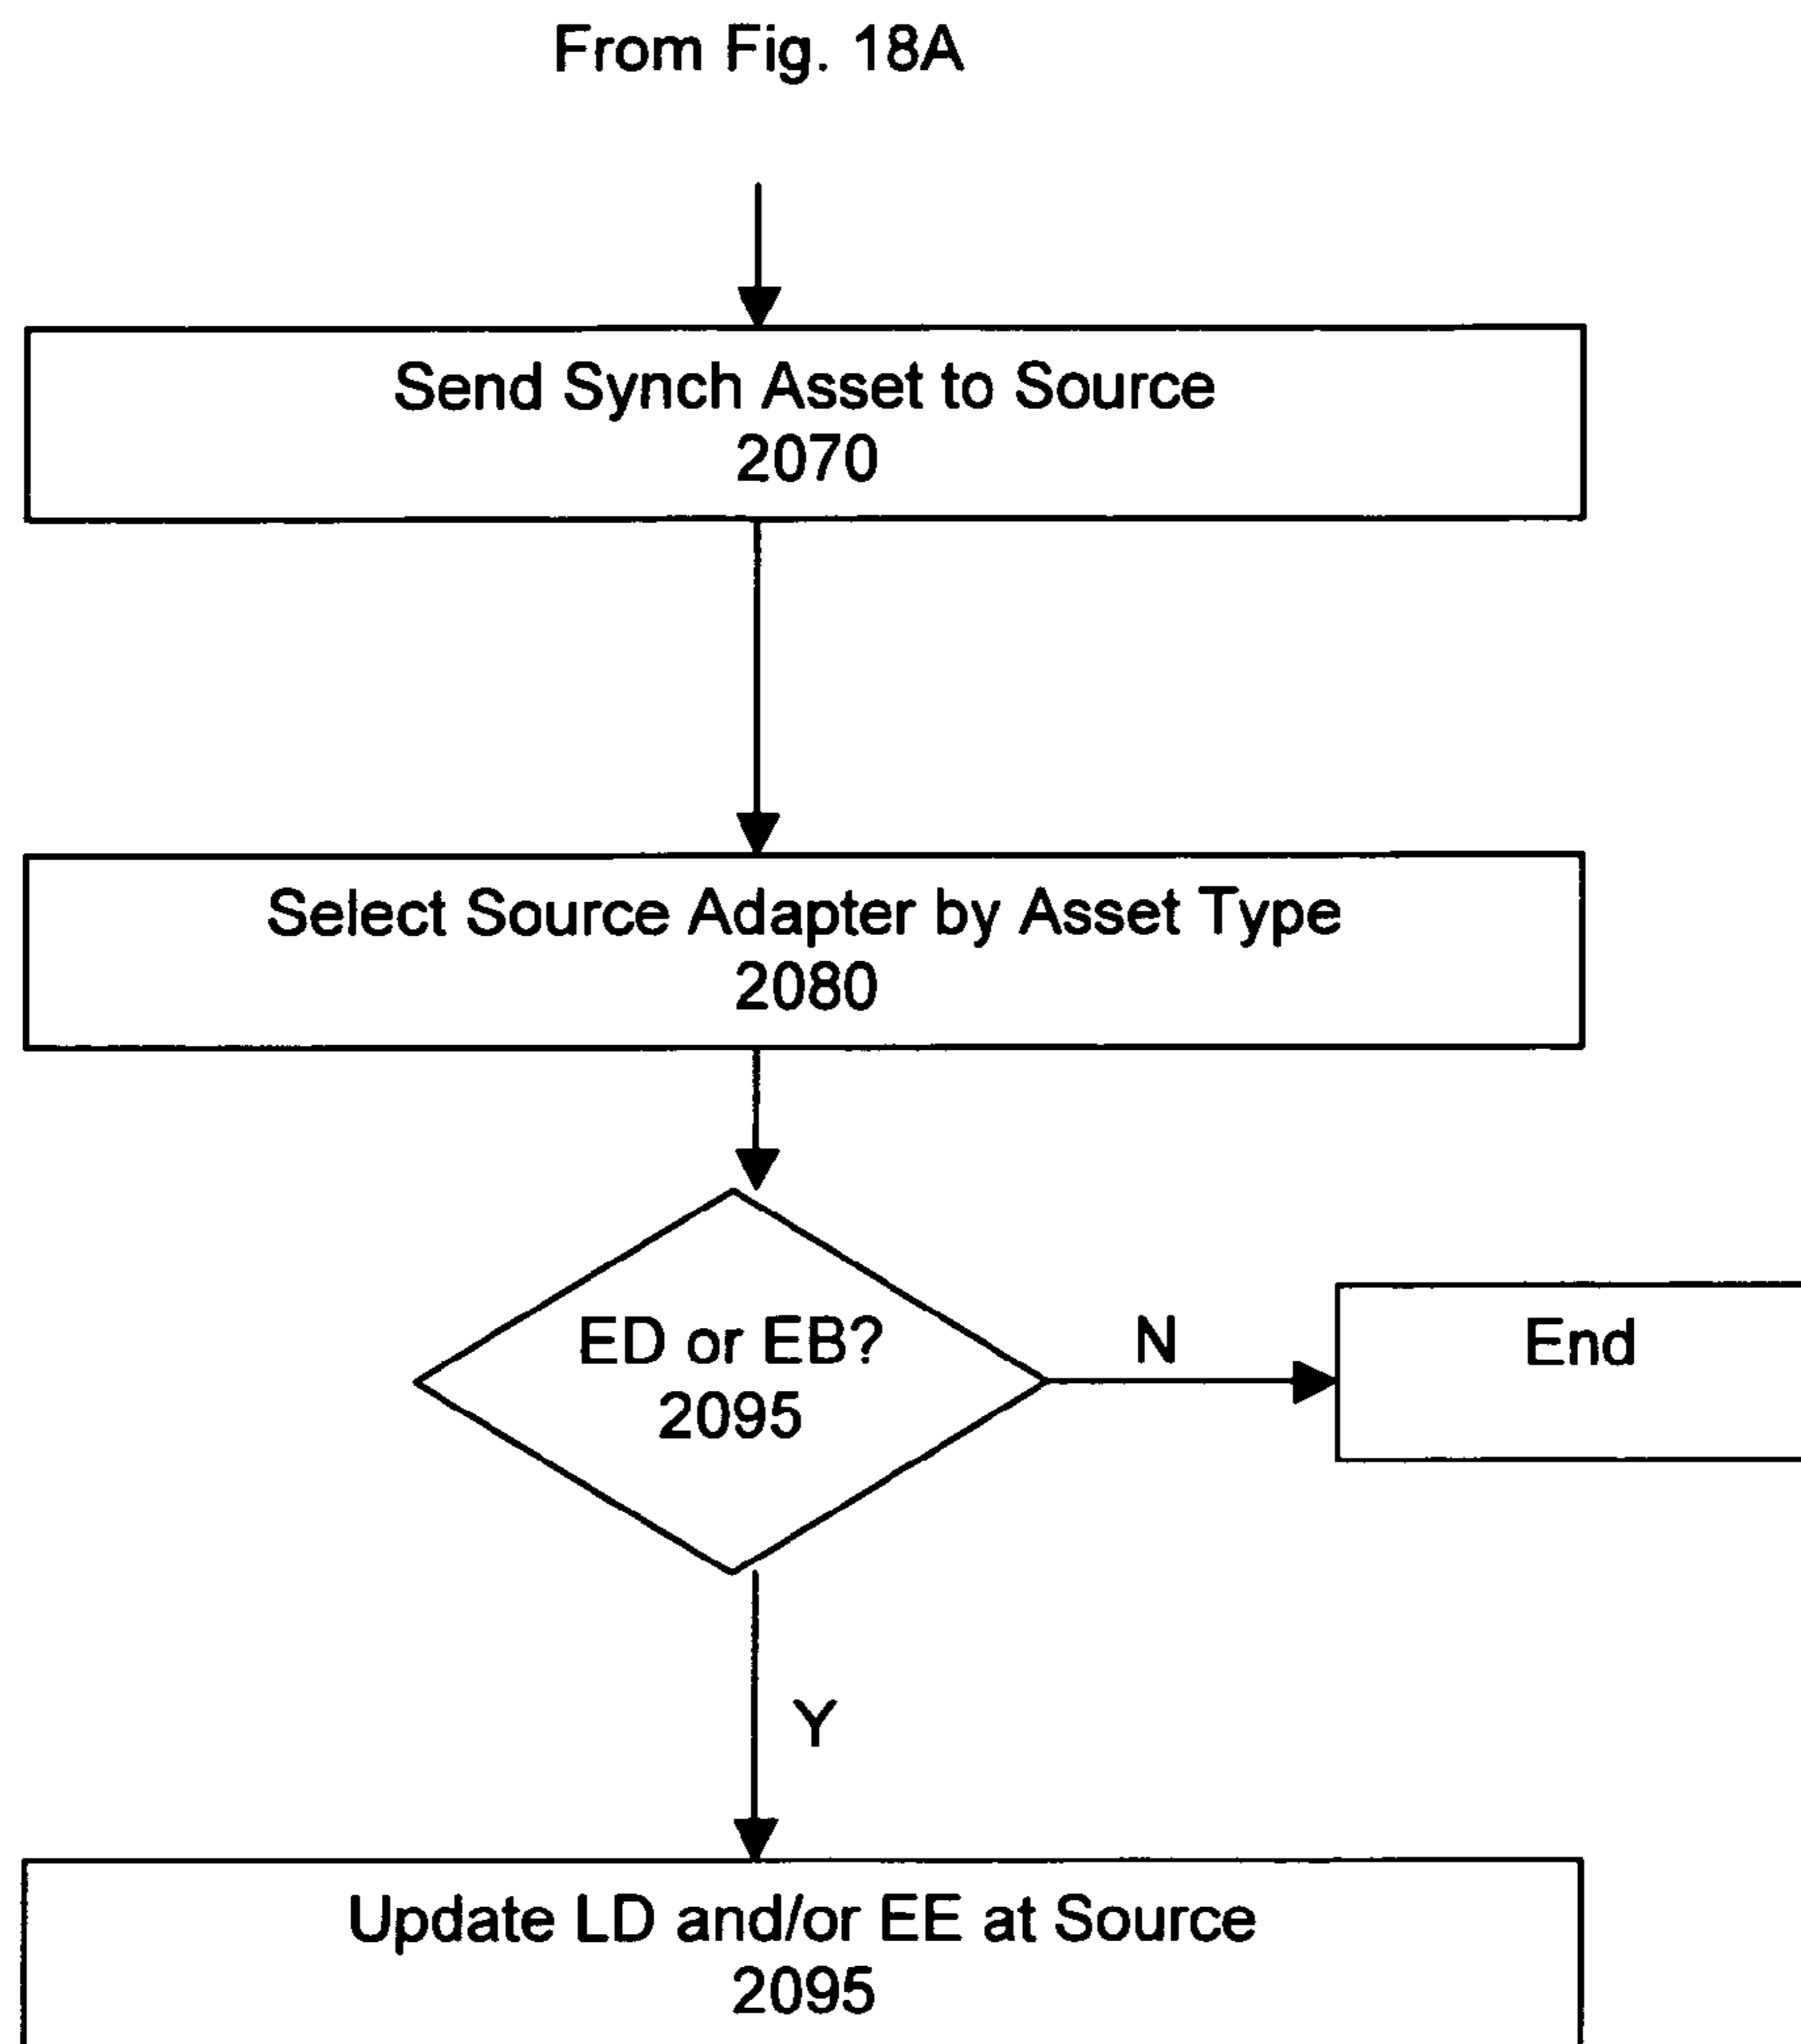 From Fig. 18A
Send Synch Asset to Source
2070
Select Source Adapter by Asset Type
2080
ED or EB?
2095
N
End
Y
Update LD and/or EE at Source
2095